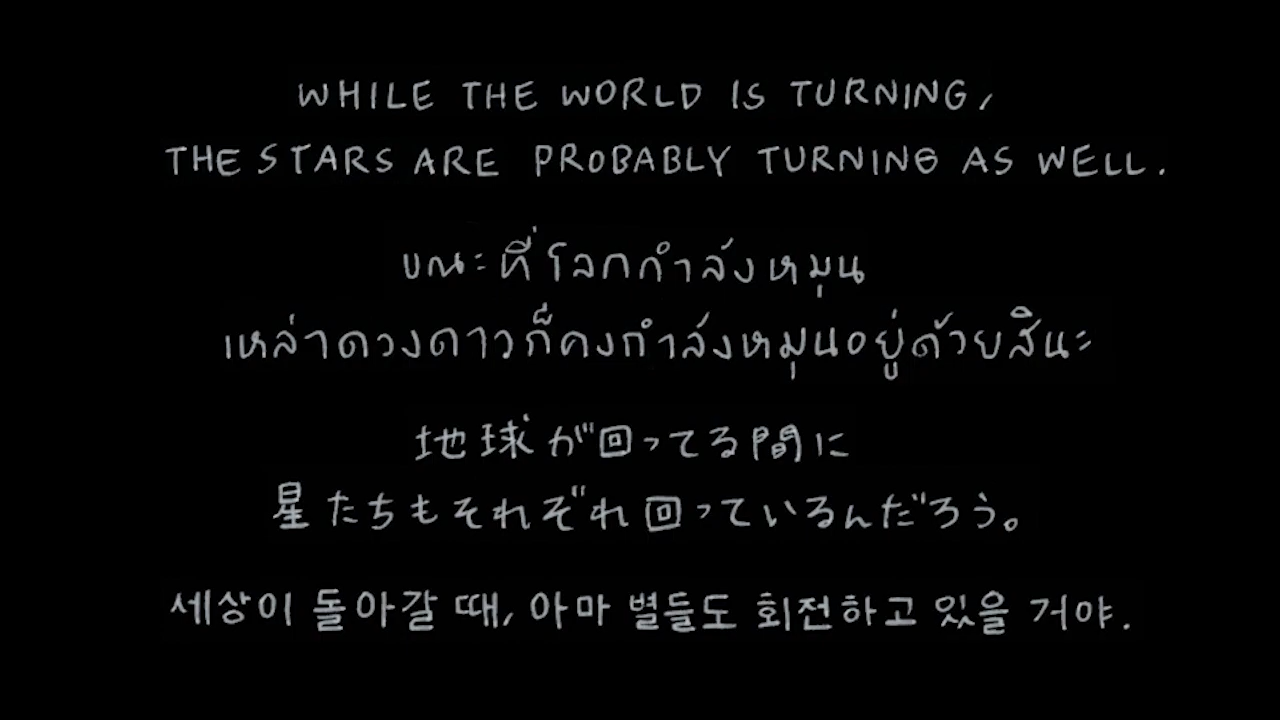 WHILE THE WORLD IS TURNING,
THE STARS ARE PROBABLY TURNING AS WELL.
ขณะที่โลกกำลังหมุน
เหล่าดวงดาวก็คงกำลังหมุนอยู่ด้วยสินะ
地球が回ってる間に
星たちもそれぞれ回っているんだろう。
세상이 돌아갈 때, 아마 별들도 회전하고 있을 거야.